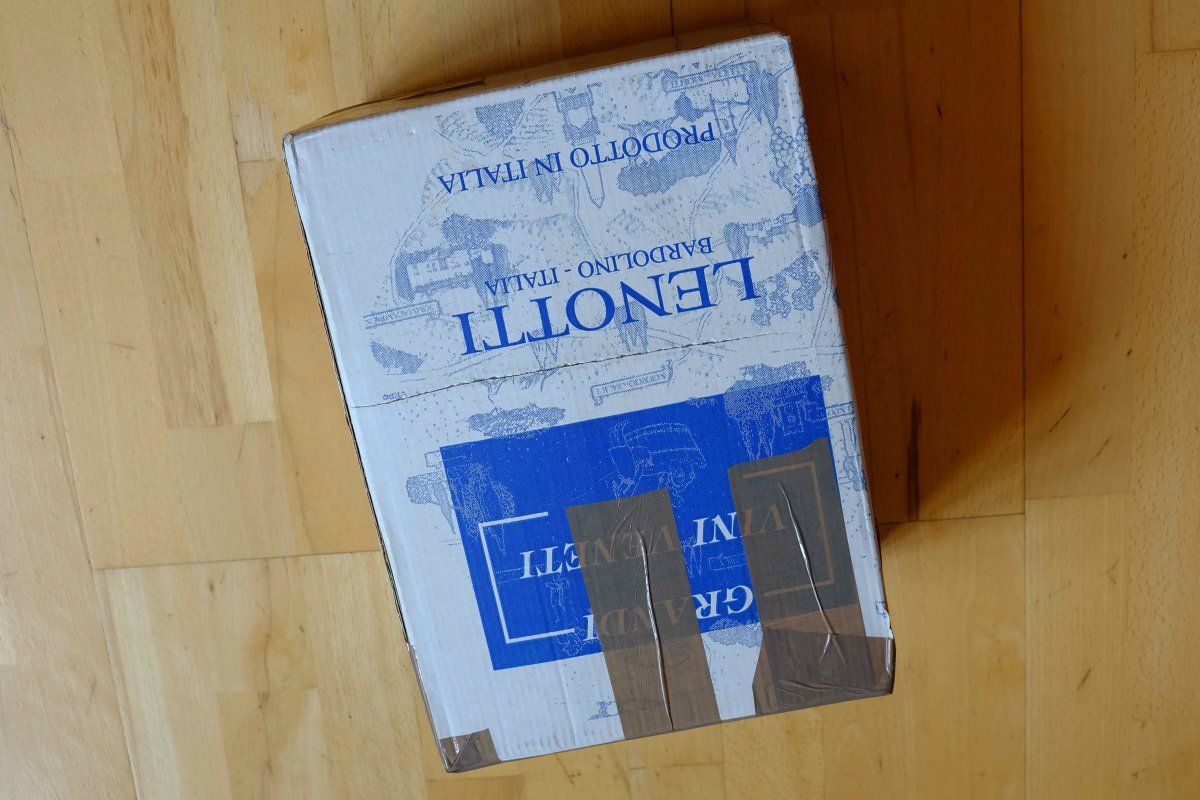 GRANDI
VINI VENETI
LENOTTI
BARDOLINO - ITALIA
PRODOTTO IN ITALIA